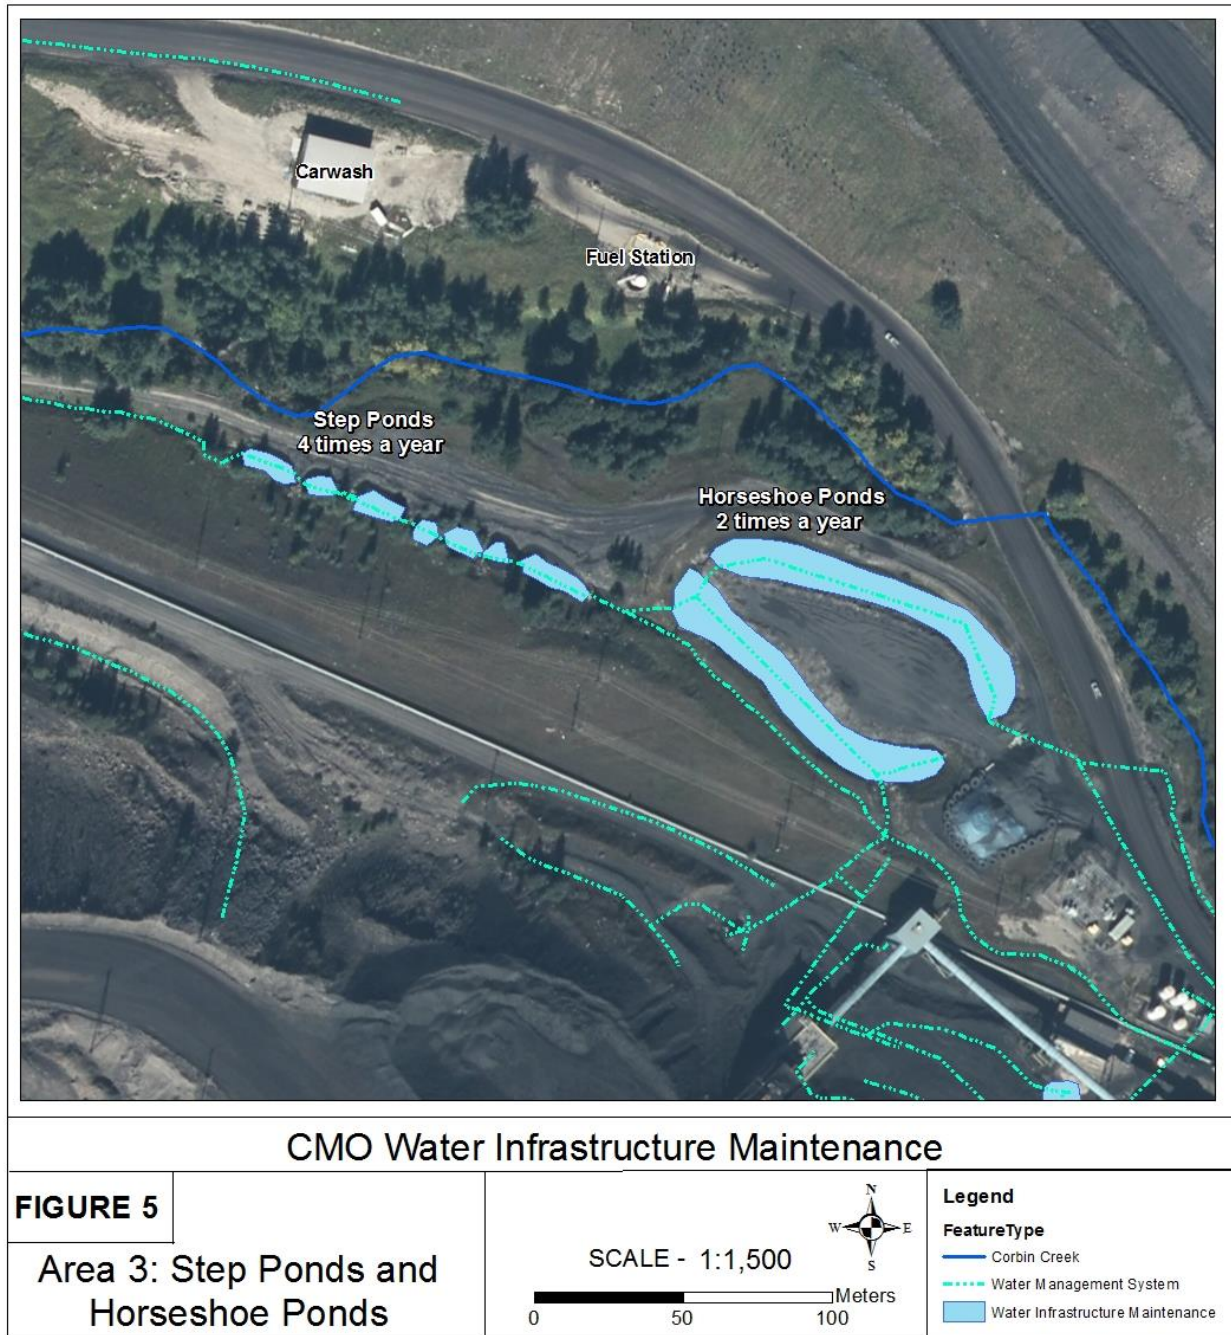 Carwash
Fuel Station
Step Ponds
4 times a year
Horseshoe Ponds
2 times a year
CMO Water Infrastructure Maintenance
FIGURE 5
Area 3: Step Ponds and
Horseshoe Ponds
SCALE - 1:1,500
N
W E
S
Meters
0 50 100
Legend
FeatureType
Corbin Creek
Water Management System
Water Infrastructure Maintenance